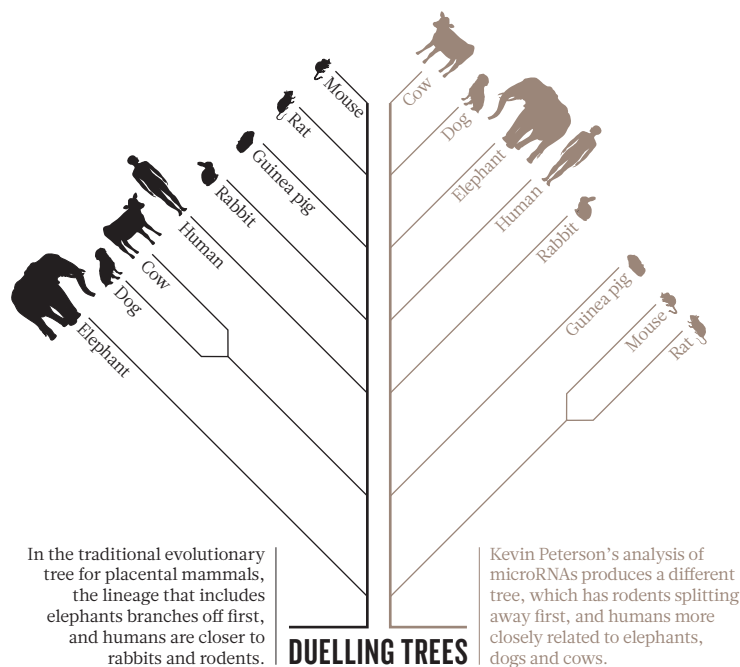 Mouse
Rat
Guinea pig
Rabbit
Human
Cow
Dog
Elephant
Cow
Dog
Elephant
Human
Rabbit
Guinea pig
Mouse
Rat
In the traditional evolutionary
tree for placental mammals,
the lineage that includes
elephants branches off first,
and humans are closer to
rabbits and rodents.
DUELLING TREES
Kevin Peterson’s analysis of
microRNAs produces a different
tree, which has rodents splitting
away first, and humans more
closely related to elephants,
dogs and cows.